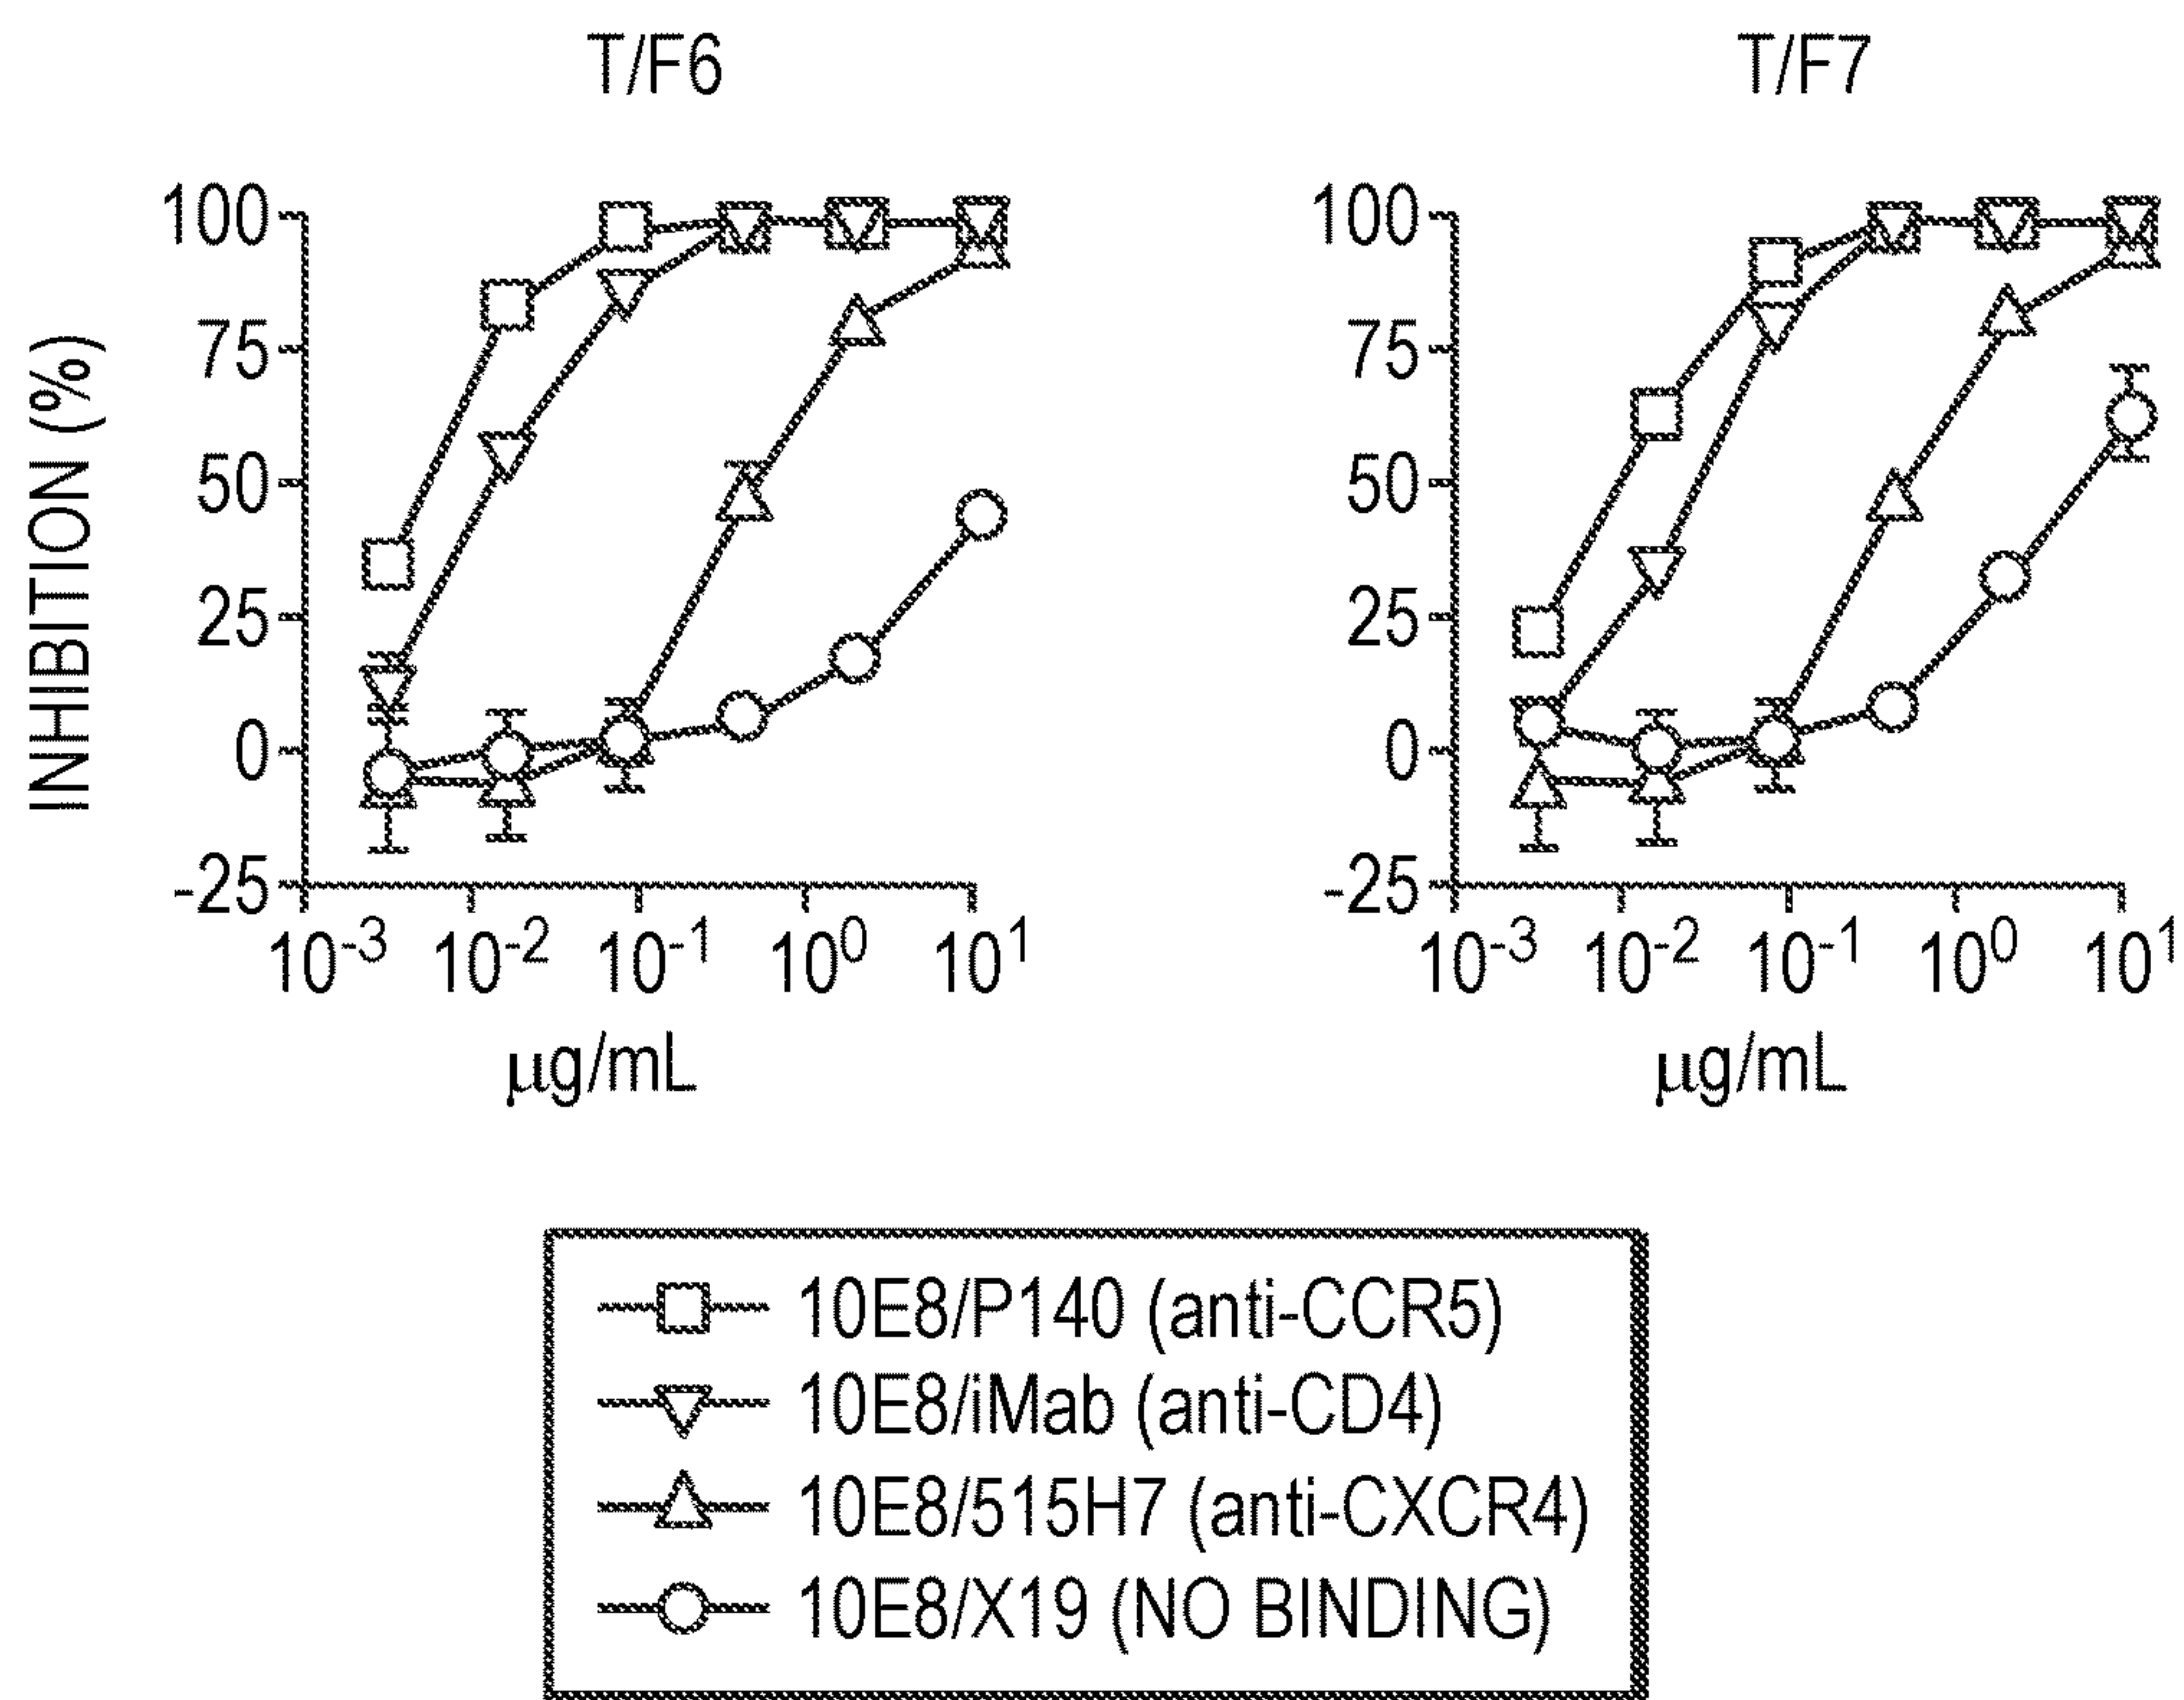 T/F6
INHIBITION (%)
100
75
50
25
0
-25
10⁻³ 10⁻² 10⁻¹ 10⁰ 10¹
μg/mL
T/F7
100
75
50
25
0
-25
10⁻³ 10⁻² 10⁻¹ 10⁰ 10¹
μg/mL
10E8/P140 (anti-CCR5)
10E8/iMab (anti-CD4)
10E8/515H7 (anti-CXCR4)
10E8/X19 (NO BINDING)